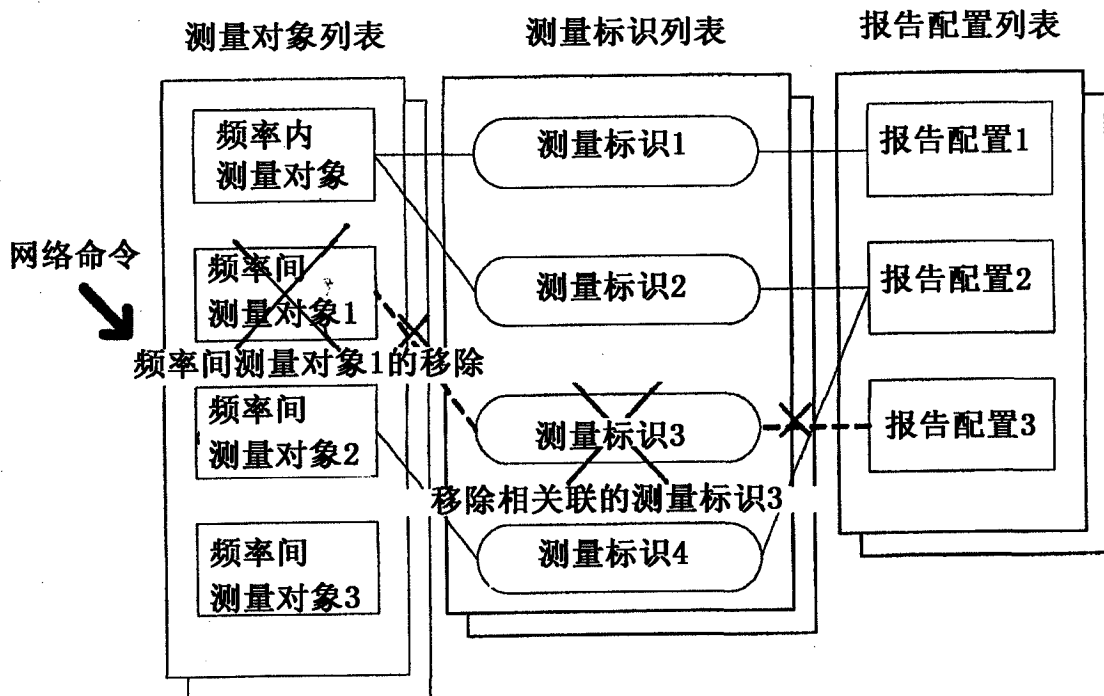 测量对象列表
测量标识列表
报告配置列表
频率内
测量对象
测量标识1
报告配置1
网络命令
频率间
测量对象1
测量标识2
报告配置2
频率间测量对象1的移除
频率间
测量对象2
测量标识3
报告配置3
移除相关联的测量标识3
频率间
测量对象3
测量标识4